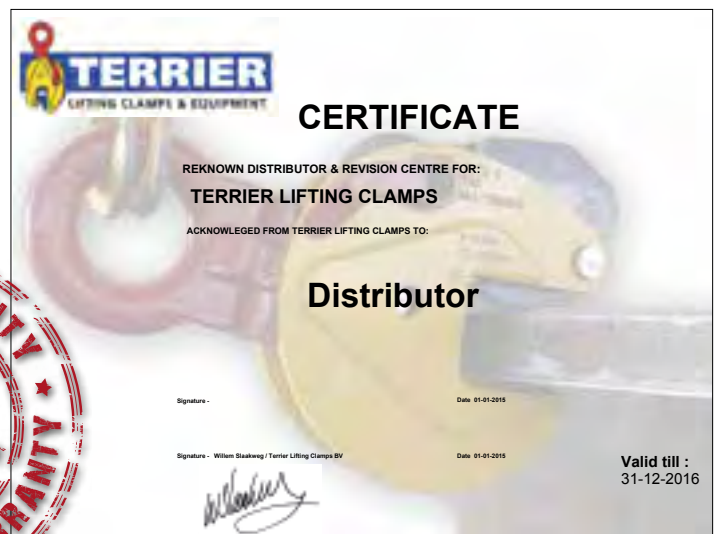 TERRIER
LIFTING CLAMPS & EQUIPMENT
CERTIFICATE
REKNOWN DISTRIBUTOR & REVISION CENTRE FOR:
TERRIER LIFTING CLAMPS
ACKNOWLEGED FROM TERRIER LIFTING CLAMPS TO:
Distributor
Signature - Date 01-01-2015
Signature - Willem Slaakweg / Terrier Lifting Clamps BV Date 01-01-2015
Valid till :
31-12-2016